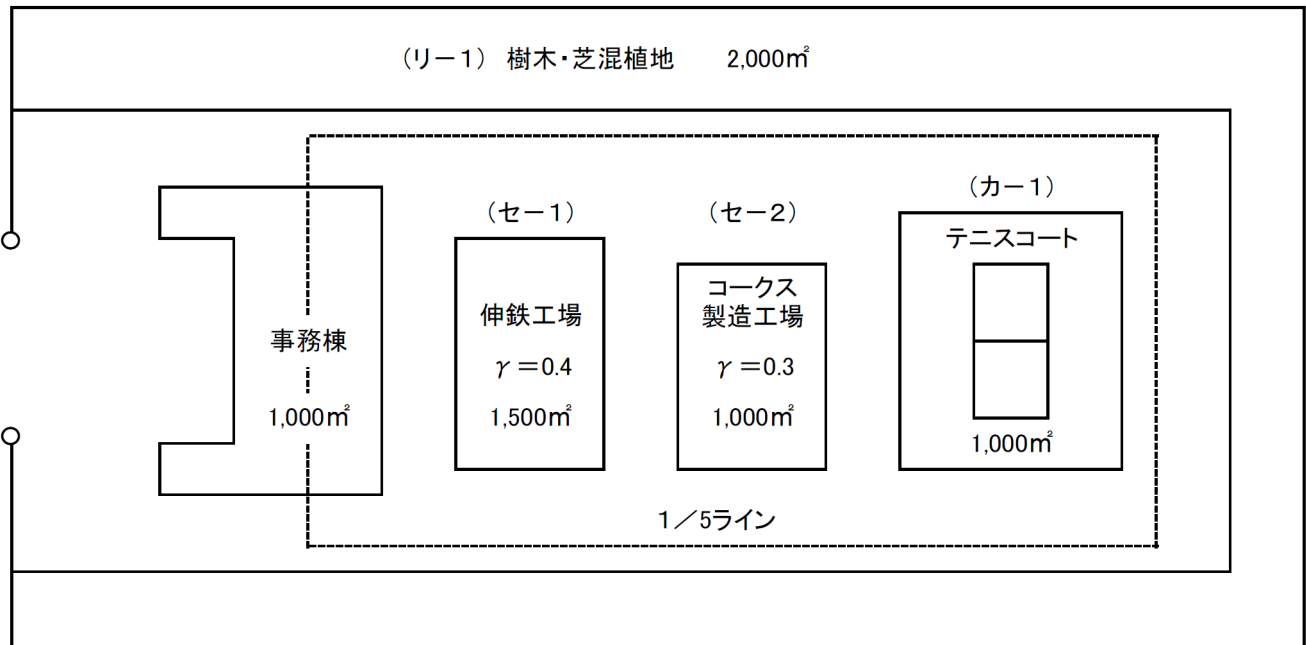 (リー1) 樹木・芝混植地 2,000㎡
(カー1)
(セー1)
(セー2)
テニスコート
コークス
製造工場
伸鉄工場
事務棟
γ=0.4
γ=0.3
1,000㎡
1,500㎡
1,000㎡
1,000㎡
1/5ライン